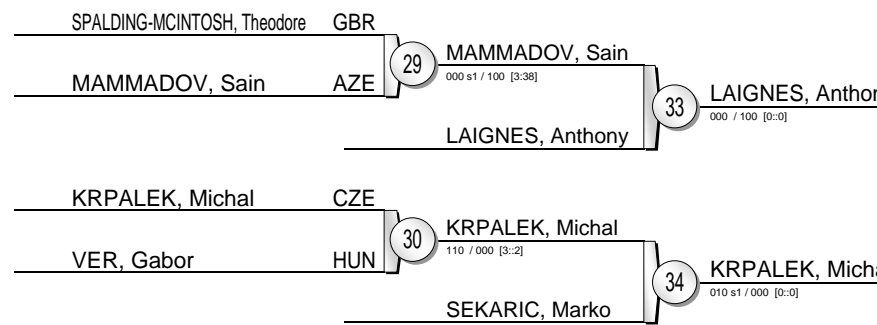 SPALDING-MCINTOSH, Theodore GBR
29
MAMMADOV, Sain
000 s1 / 100 [3:38]
MAMMADOV, Sain AZE
33
LAIGNES, Anthon
000 / 100 [0::0]
LAIGNES, Anthony
KRPALEK, Michal CZE
30
KRPALEK, Michal
110 / 000 [3::2]
VER, Gabor HUN
34
KRPALEK, Micha
010 s1 / 000 [0::0]
SEKARIC, Marko